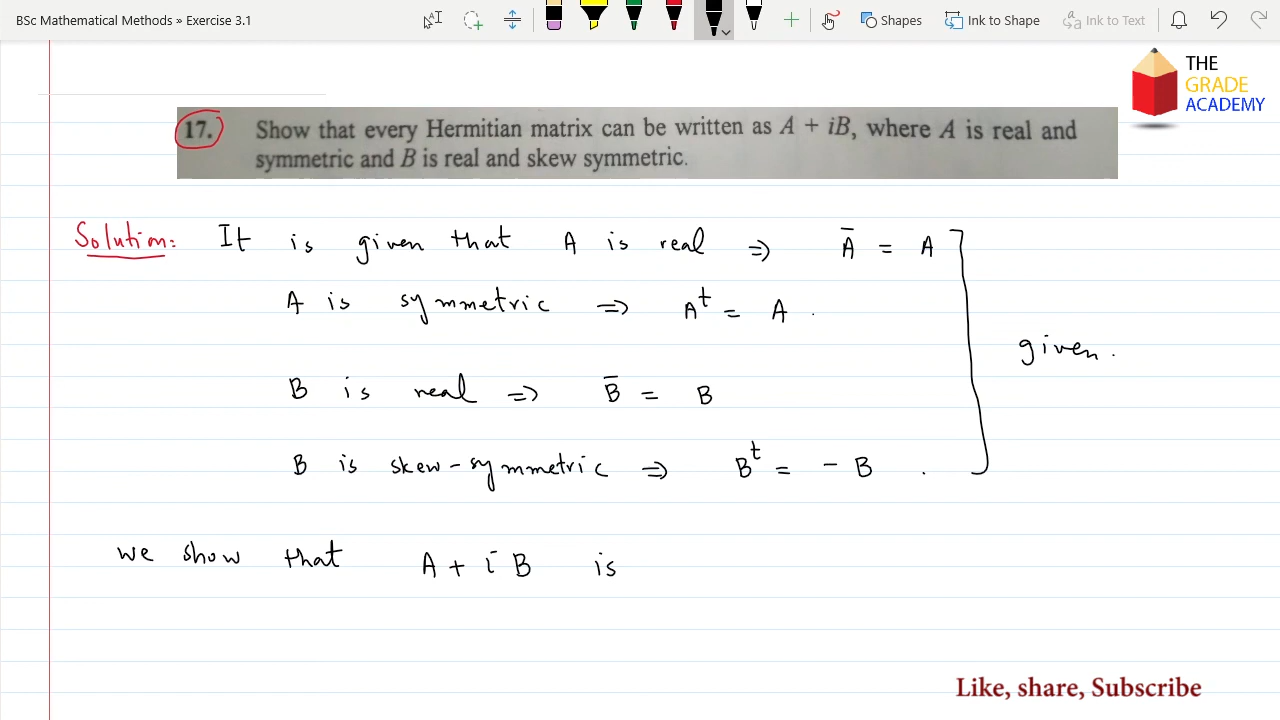 BSc Mathematical Methods » Exercise 3.1
Shapes
Ink to Shape
Ink to Text
THE
GRADE
ACADEMY
17. Show that every Hermitian matrix can be written as A + iB, where A is real and
symmetric and B is real and skew symmetric.
Solution: It is given that A is real ⇒ Ā = A
A is symmetric ⇒ Aᵗ = A .
given.
B is real ⇒ B̄ = B
B is skew-symmetric ⇒ Bᵗ = - B .
we show that A + i B is
Like, share, Subscribe